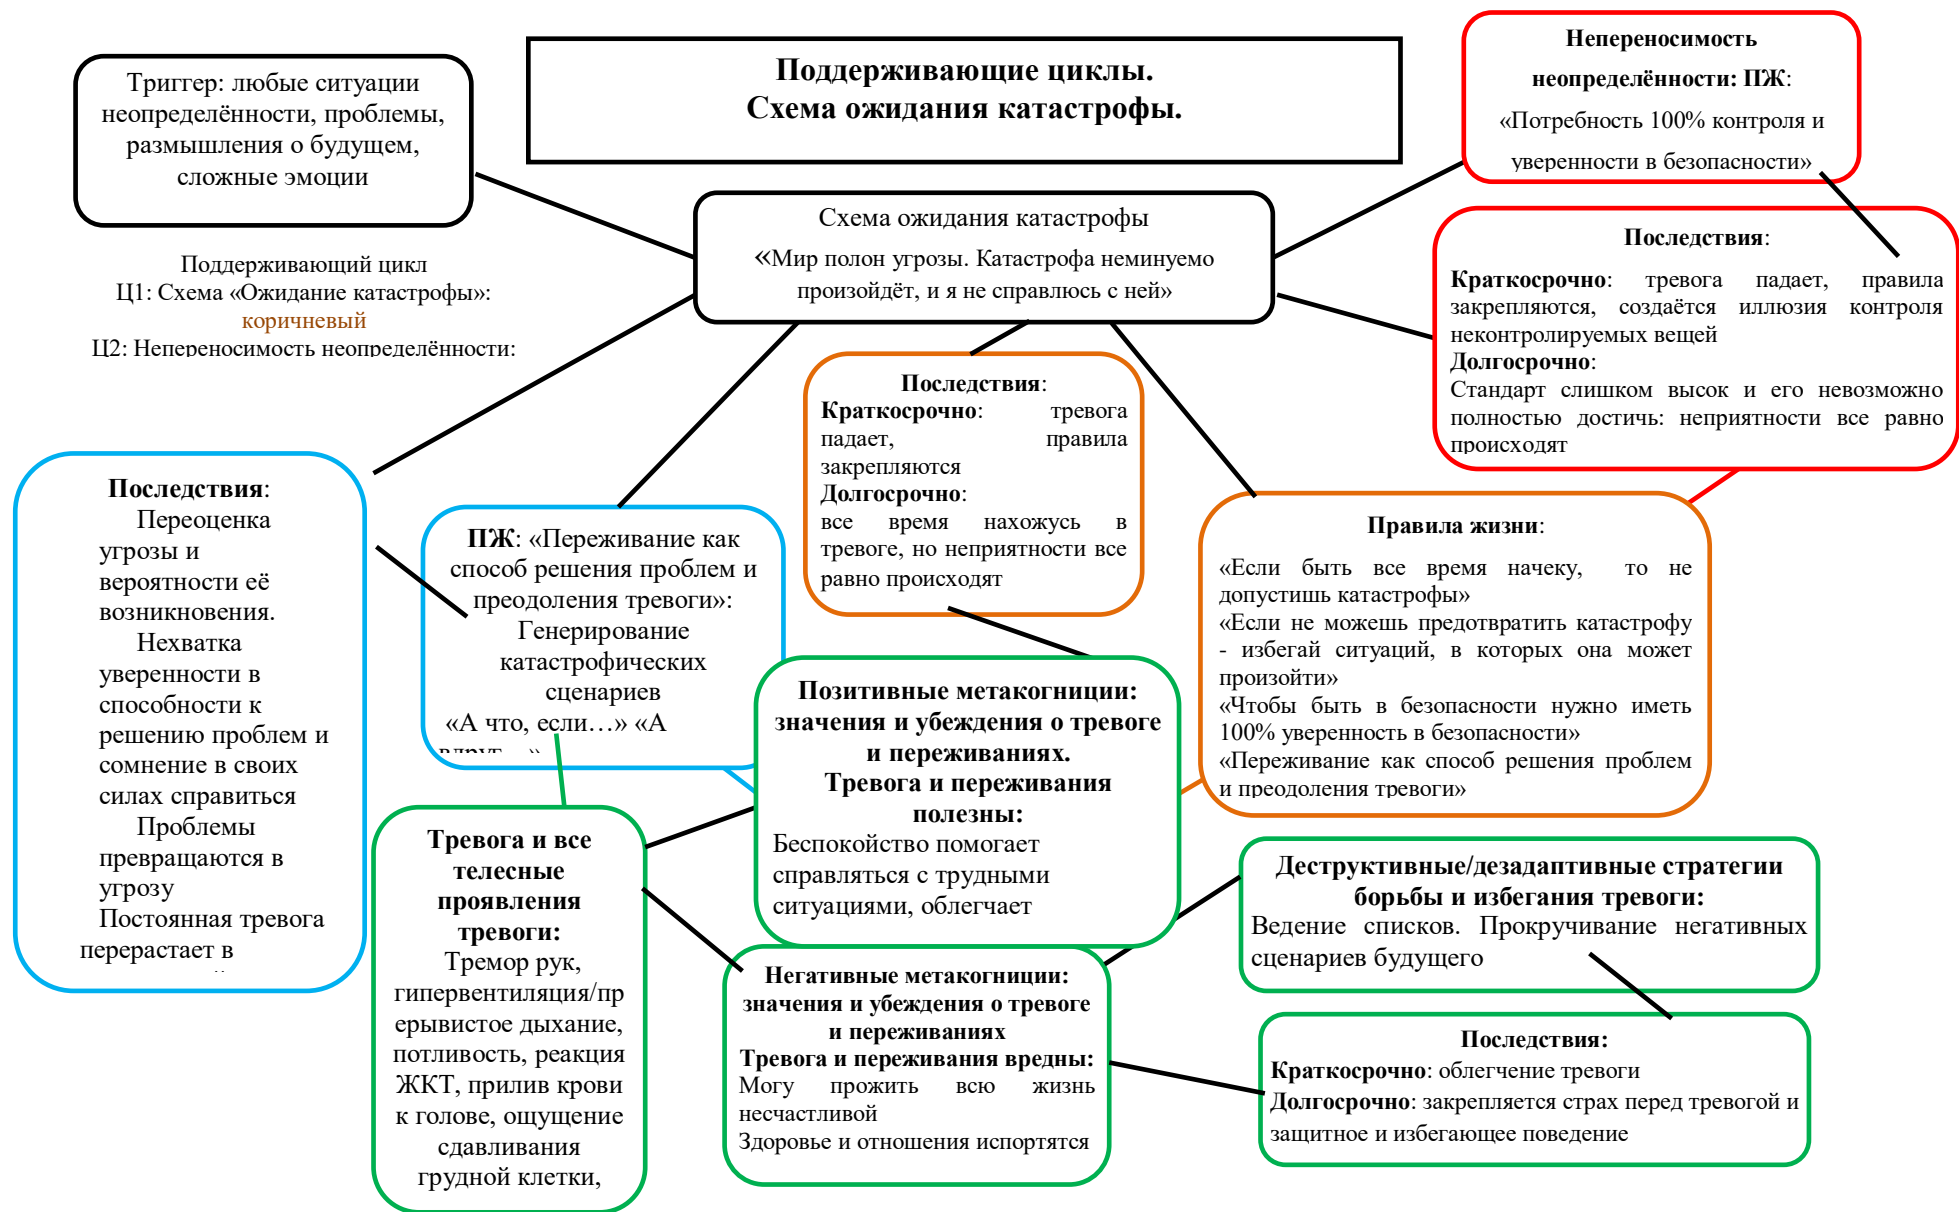 Поддерживающие циклы.
Схема ожидания катастрофы.
Триггер: любые ситуации
неопределённости, проблемы,
размышления о будущем,
сложные эмоции
Непереносимость
неопределённости: ПЖ:
«Потребность 100% контроля и
уверенности в безопасности»
Схема ожидания катастрофы
«Мир полон угрозы. Катастрофа неминуемо
произойдёт, и я не справлюсь с ней»
Последствия:
Краткосрочно: тревога падает, правила
закрепляются, создаётся иллюзия контроля
неконтролируемых вещей
Долгосрочно:
Стандарт слишком высок и его невозможно
полностью достичь: неприятности все равно
происходят
Поддерживающий цикл
Ц1: Схема «Ожидание катастрофы»:
коричневый
Ц2: Непереносимость неопределённости:
Последствия:
Краткосрочно: тревога
падает, правила
закрепляются
Долгосрочно:
все время нахожусь в
тревоге, но неприятности все
равно происходят
Последствия:
Переоценка
угрозы и
вероятности её
возникновения.
Нехватка
уверенности в
способности к
решению проблем и
сомнение в своих
силах справиться
Проблемы
превращаются в
угрозу
Постоянная тревога
перерастает в
ПЖ: «Переживание как
способ решения проблем и
преодоления тревоги»:
Генерирование
катастрофических
сценариев
«А что, если…» «А
вдруг…»
Правила жизни:
«Если быть все время начеку, то не
допустишь катастрофы»
«Если не можешь предотвратить катастрофу
- избегай ситуаций, в которых она может
произойти»
«Чтобы быть в безопасности нужно иметь
100% уверенность в безопасности»
«Переживание как способ решения проблем
и преодоления тревоги»
Позитивные метакогниции:
значения и убеждения о тревоге
и переживаниях.
Тревога и переживания
полезны:
Беспокойство помогает
справляться с трудными
ситуациями, облегчает
Тревога и все
телесные
проявления
тревоги:
Тремор рук,
гипервентиляция/пр
ерывистое дыхание,
потливость, реакция
ЖКТ, прилив крови
к голове, ощущение
сдавливания
грудной клетки,
Деструктивные/дезадаптивные стратегии
борьбы и избегания тревоги:
Ведение списков. Прокручивание негативных
сценариев будущего
Негативные метакогниции:
значения и убеждения о тревоге
и переживаниях
Тревога и переживания вредны:
Могу прожить всю жизнь
несчастливой
Здоровье и отношения испортятся
Последствия:
Краткосрочно: облегчение тревоги
Долгосрочно: закрепляется страх перед тревогой и
защитное и избегающее поведение